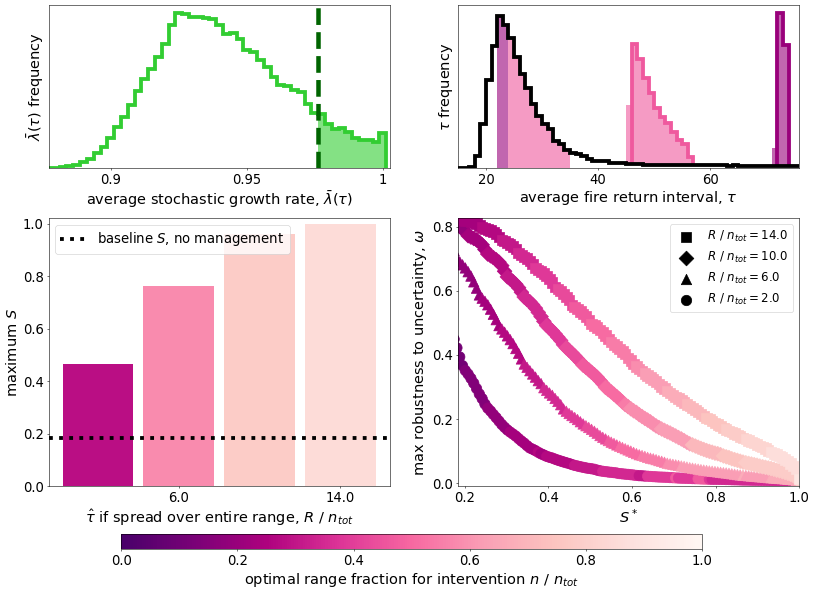 λ̄(τ) frequency
0.9
0.95
1
average stochastic growth rate, λ̄(τ)
τ frequency
20
40
60
average fire return interval, τ
maximum S
1.0
0.8
0.6
0.4
0.2
0.0
baseline S, no management
6.0
14.0
τ̂ if spread over entire range, R / n_tot
max robustness to uncertainty, ω
0.8
0.6
0.4
0.2
0.0
R / n_tot = 14.0
R / n_tot = 10.0
R / n_tot = 6.0
R / n_tot = 2.0
0.2
0.4
0.6
0.8
1.0
S*
0.0
0.2
0.4
0.6
0.8
1.0
optimal range fraction for intervention n / n_tot